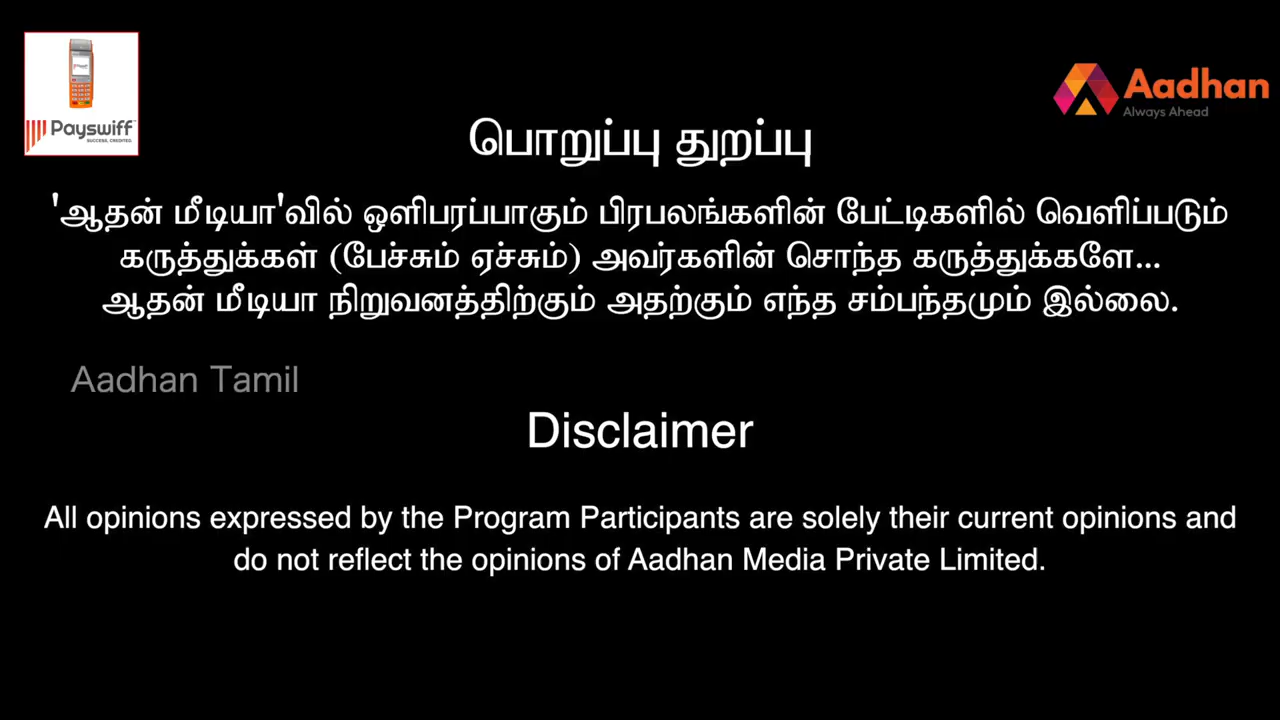 Payswiff
SUCCESS, CREDITED.
Aadhan
Always Ahead
பொறுப்பு துறப்பு
'ஆதன் மீடியா'வில் ஒளிபரப்பாகும் பிரபலங்களின் பேட்டிகளில் வெளிப்படும்
கருத்துக்கள் (பேச்சும் ஏச்சும்) அவர்களின் சொந்த கருத்துக்களே...
ஆதன் மீடியா நிறுவனத்திற்கும் அதற்கும் எந்த சம்பந்தமும் இல்லை.
Aadhan Tamil
Disclaimer
All opinions expressed by the Program Participants are solely their current opinions and
do not reflect the opinions of Aadhan Media Private Limited.